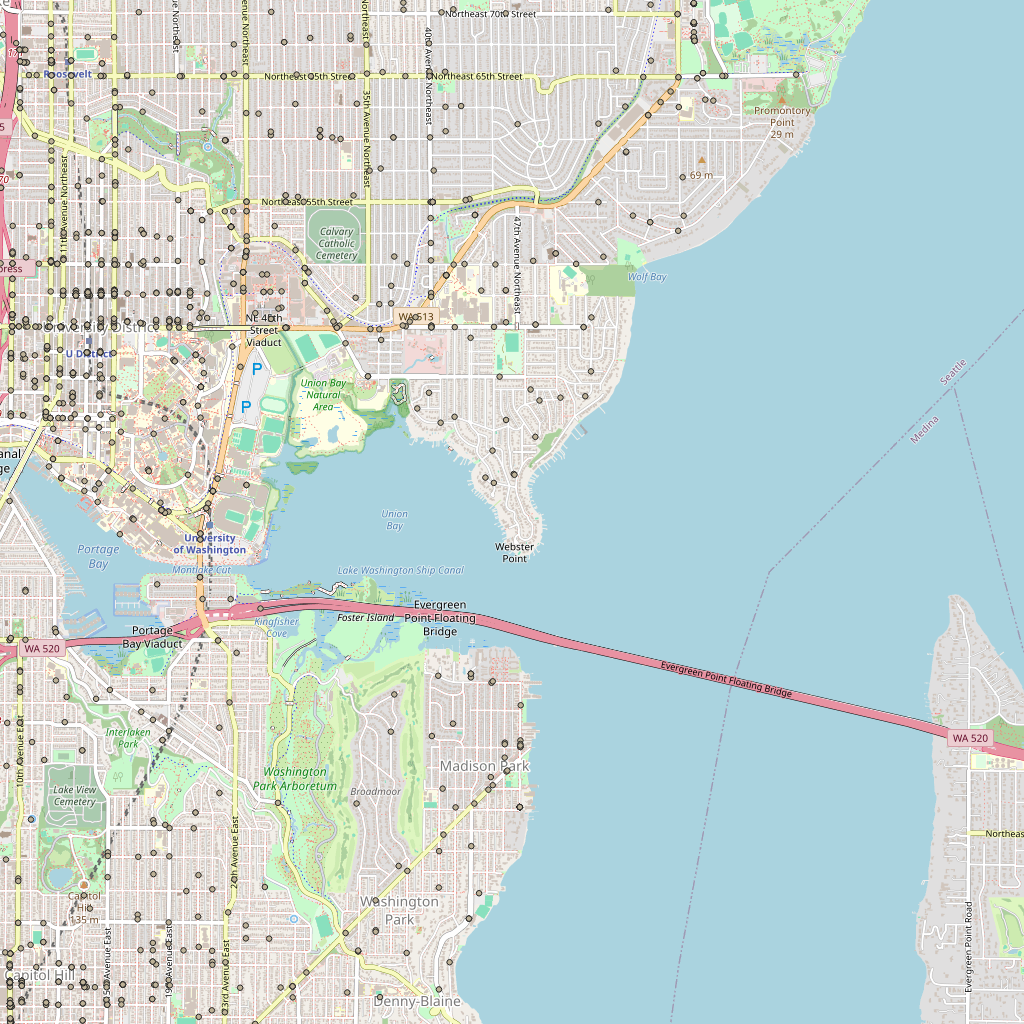 Northeast 70th Street
40th Avenue Northeast
Roosevelt
Northeast 65th Street
Northeast 65th Street
35th Avenue Northeast
Promontory
Point
29 m
69 m
11th Avenue Northeast
Northeast 55th Street
Calvary
Catholic
Cemetery
47th Avenue Northeast
Wolf Bay
WA 513
NE 45th
Street
Viaduct
University District
U District
P
P
Union Bay
Natural
Area
Seattle
Medina
Union
Bay
University
of Washington
Webster
Point
Portage
Bay
Montlake Cut
Lake Washington Ship Canal
Evergreen
Point Floating
Bridge
Foster Island
Kingfisher
Cove
Portage
Bay Viaduct
WA 520
Evergreen Point Floating Bridge
WA 520
Interlaken
Park
10th Avenue East
Lake View
Cemetery
Washington
Park Arboretum
Broadmoor
Madison Park
24th Avenue East
Capitol
Hill
135 m
Washington
Park
Evergreen Point Road
19th Avenue East
23rd Avenue East
Capitol Hill
Denny-Blaine